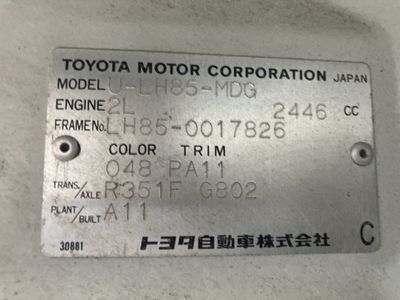 TOYOTA MOTOR CORPORATION JAPAN
MODEL U-LH85-MDG
ENGINE 2L 2446 CC
FRAME No. LH85-0017826
COLOR TRIM
048 PA11
TRANS./AXLE R351F G802
PLANT/BUILT A11
30881 トヨタ自動車株式会社 C